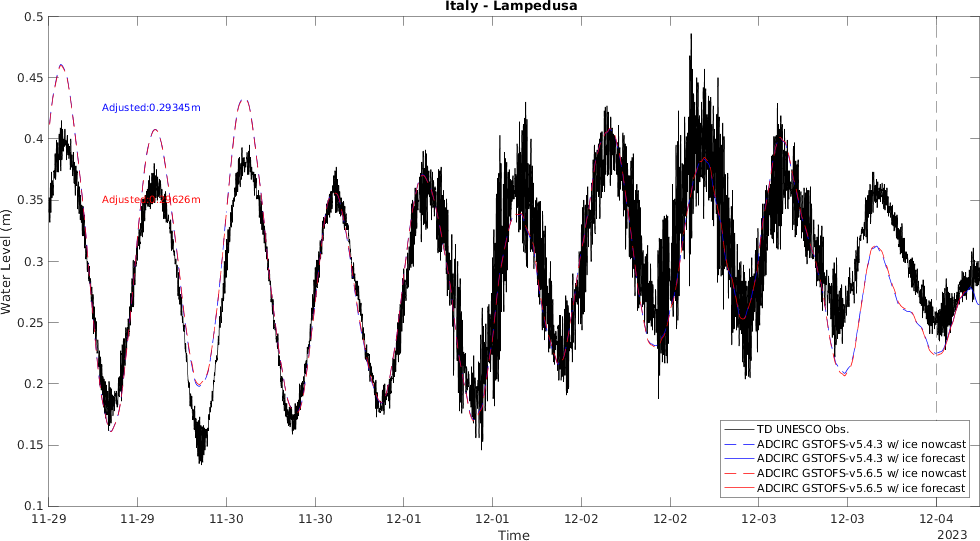 Italy - Lampedusa
0.5
0.45
0.4
0.35
0.3
0.25
0.2
0.15
0.1
Water Level (m)
Adjusted:0.29345m
TD UNESCO Obs.
ADCIRC GSTOFS-v5.4.3 w/ ice nowcast
ADCIRC GSTOFS-v5.4.3 w/ ice forecast
ADCIRC GSTOFS-v5.6.5 w/ ice nowcast
ADCIRC GSTOFS-v5.6.5 w/ ice forecast
11-29 11-29 11-30 11-30 12-01 12-01 12-02 12-02 12-03 12-03 12-04
Time
2023